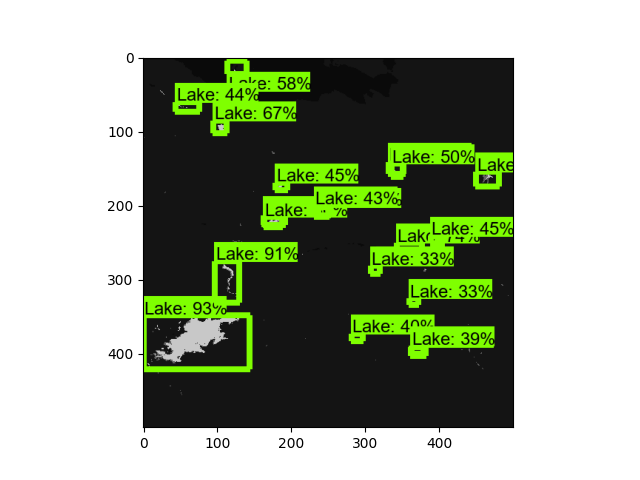 0
Lake: 58%
Lake: 44%
Lake: 67%
100
Lake: 50%
Lake
Lake: 45%
Lake: 43%
200
Lake: %
Lake: 45%
Lake: 74%
Lake: 91%
Lake: 33%
300
Lake: 33%
Lake: 93%
Lake: 40%
Lake: 39%
400
0
100
200
300
400